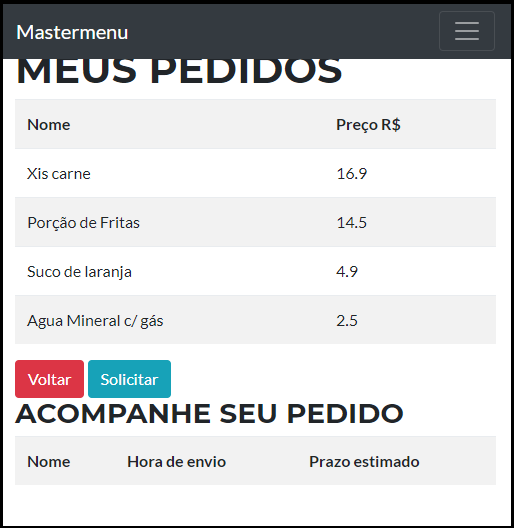 Mastermenu
MEUS PEDIDOS
Nome Preço R$
Xis carne 16.9
Porção de Fritas 14.5
Suco de laranja 4.9
Agua Mineral c/ gás 2.5
Voltar Solicitar
ACOMPANHE SEU PEDIDO
Nome Hora de envio Prazo estimado